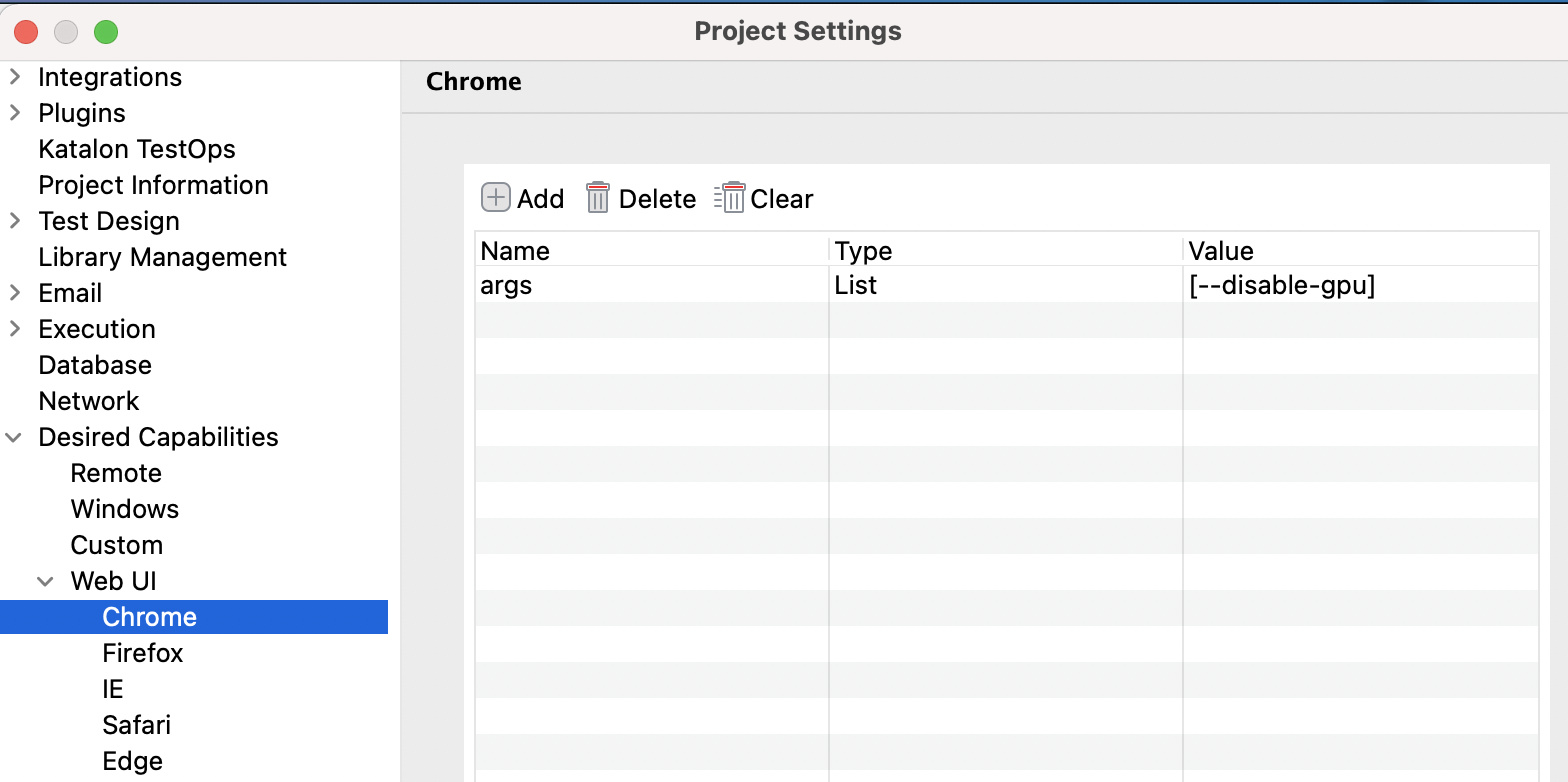 Project Settings
Integrations
Plugins
Katalon TestOps
Project Information
Test Design
Library Management
Email
Execution
Database
Network
Desired Capabilities
Remote
Windows
Custom
Web UI
Chrome
Firefox
IE
Safari
Edge
Chrome
Add Delete Clear
Name Type Value
args List [--disable-gpu]